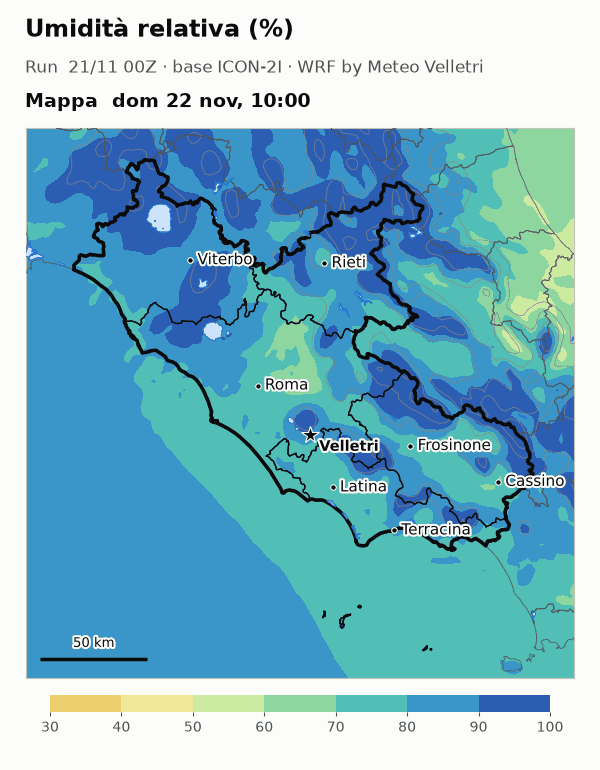 Umidità relativa (%)
Run  21/11 00Z · base ICON-2I · WRF by Meteo Velletri
Mappa  dom 22 nov, 10:00
Viterbo
Rieti
Roma
Velletri
Frosinone
Latina
Cassino
Terracina
50 km
30 40 50 60 70 80 90 100